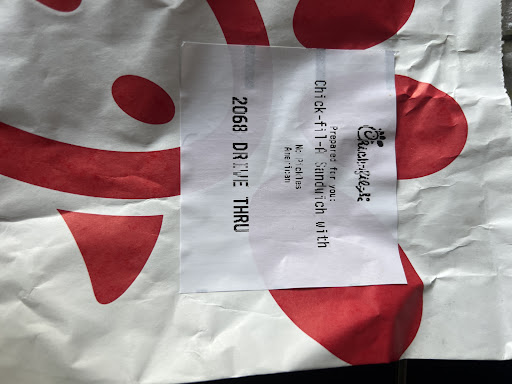 Chick-fil-A
Prepared for you:
Chick-fil-A Sandwich with
No Pickles
American
2068 DRIVE THRU